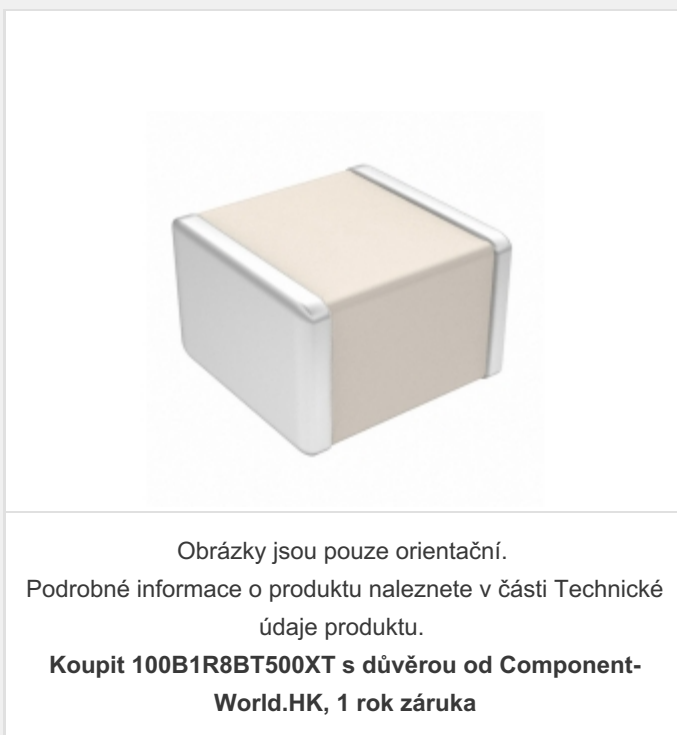 Obrázky jsou pouze orientační.
Podrobné informace o produktu naleznete v části Technické
údaje produktu.
Koupit 100B1R8BT500XT s důvěrou od Component-
World.HK, 1 rok záruka